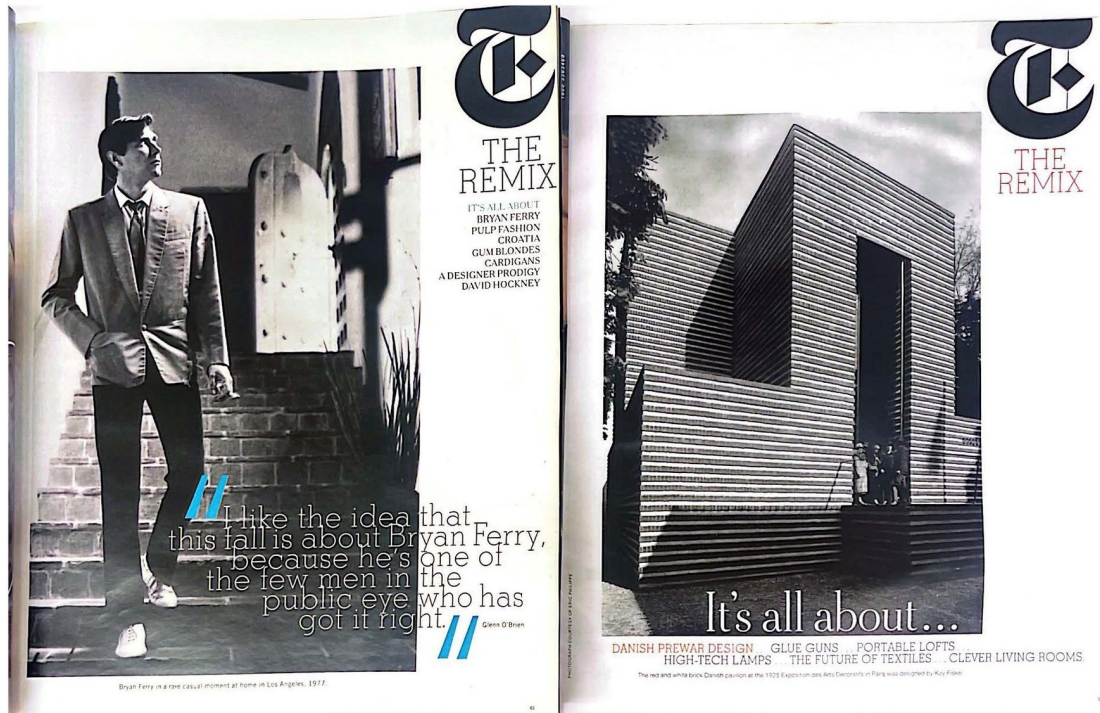 T
THE
REMIX
IT'S ALL ABOUT
BRYAN FERRY
PULP FASHION
CROATIA
GUM BLONDES
CARDIGANS
A DESIGNER PRODIGY
DAVID HOCKNEY
"I like the idea that
this fall is about Bryan Ferry,
because he's one of
the few men in the
public eye who has
got it right."
Glenn O'Brien
Bryan Ferry in a rare casual moment at home in Los Angeles, 1977.
T
THE
REMIX
PHOTOGRAPH COURTESY OF ERIC PHILIPPE
It's all about...
DANISH PREWAR DESIGN... GLUE GUNS... PORTABLE LOFTS...
HIGH-TECH LAMPS... THE FUTURE OF TEXTILES... CLEVER LIVING ROOMS.
The red and white brick Danish pavilion at the 1925 Exposition des Arts Décoratifs in Paris was designed by Kay Fisker.